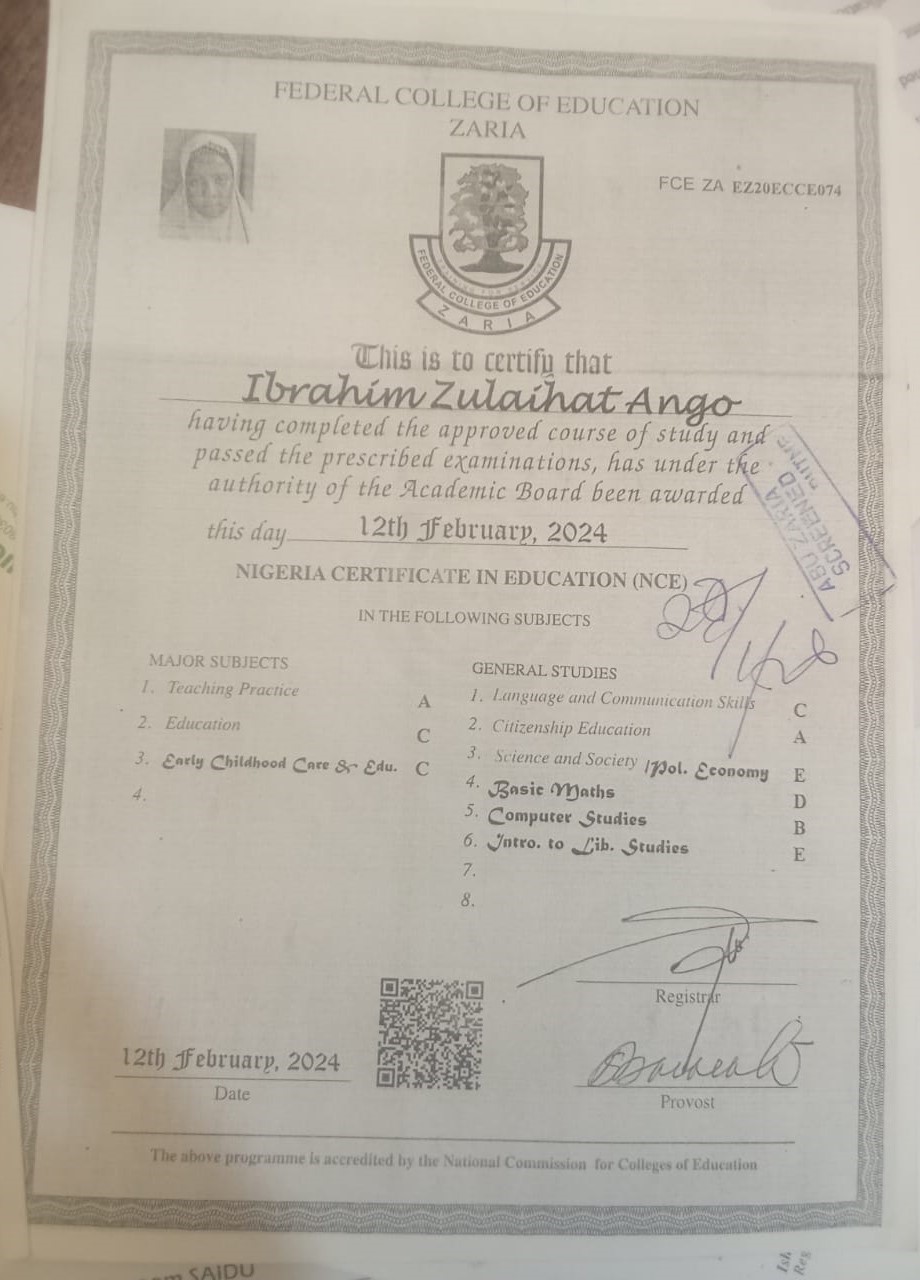 FEDERAL COLLEGE OF EDUCATION
ZARIA
FCE ZA EZ20ECCE074
FEDERAL COLLEGE OF EDUCATION
ZARIA
This is to certify that
Ibrahim Zulaihat Ango
having completed the approved course of study and
passed the prescribed examinations, has under the
authority of the Academic Board been awarded
this day 12th February, 2024
ABU ZARIA
SCREENED
NIGERIA CERTIFICATE IN EDUCATION (NCE)
IN THE FOLLOWING SUBJECTS
MAJOR SUBJECTS
1. Teaching Practice A
2. Education C
3. Early Childhood Care & Edu. C
4.
GENERAL STUDIES
1. Language and Communication Skills C
2. Citizenship Education A
3. Science and Society /Pol. Economy E
4. Basic Maths D
5. Computer Studies B
6. Intro. to Lib. Studies E
7.
8.
Registrar
12th February, 2024
Date
Provost
The above programme is accredited by the National Commission for Colleges of Education
SAIDU